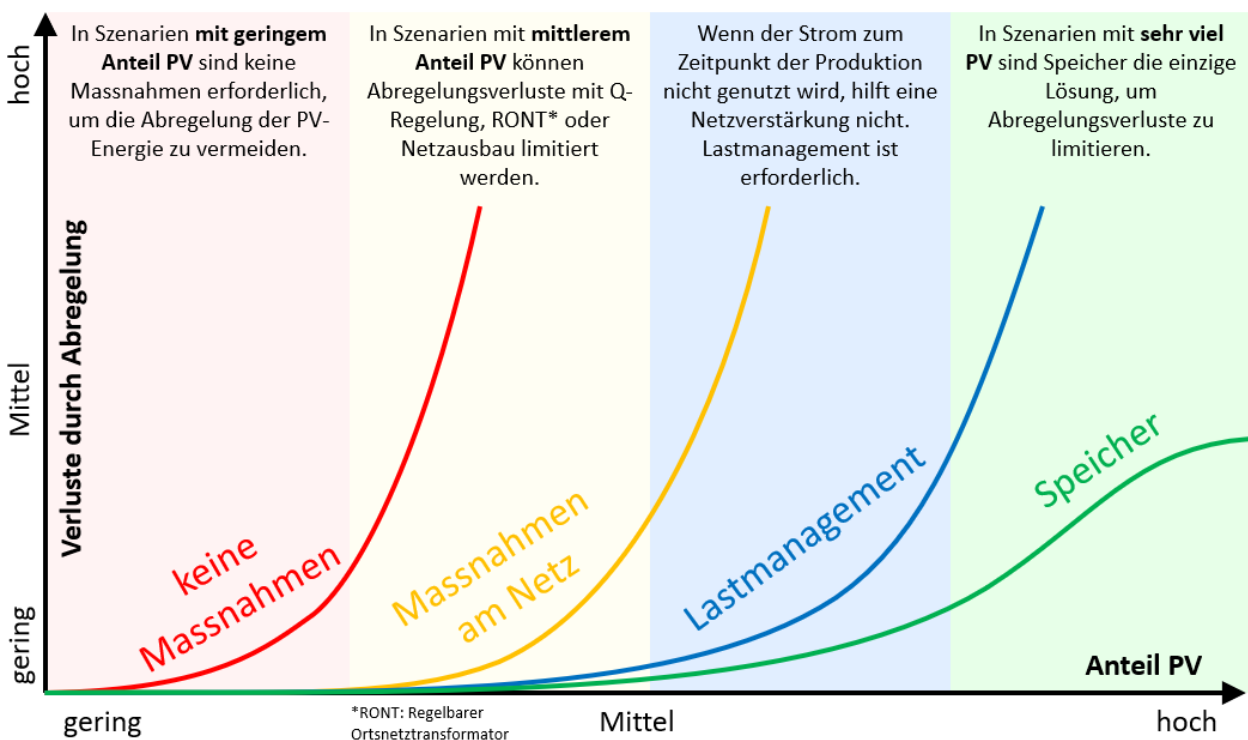 In Szenarien mit geringem
Anteil PV sind keine
Massnahmen erforderlich,
um die Abregelung der PV-
Energie zu vermeiden.
In Szenarien mit mittlerem
Anteil PV können
Abregelungsverluste mit Q-
Regelung, RONT* oder
Netzausbau limitiert
werden.
Wenn der Strom zum
Zeitpunkt der Produktion
nicht genutzt wird, hilft eine
Netzverstärkung nicht.
Lastmanagement ist
erforderlich.
In Szenarien mit sehr viel
PV sind Speicher die einzige
Lösung, um
Abregelungsverluste zu
limitieren.
hoch
Mittel
gering
Verluste durch Abregelung
keine
Massnahmen
Massnahmen
am Netz
Lastmanagement
Speicher
Anteil PV
gering
*RONT: Regelbarer
Ortsnetztransformator
Mittel
hoch